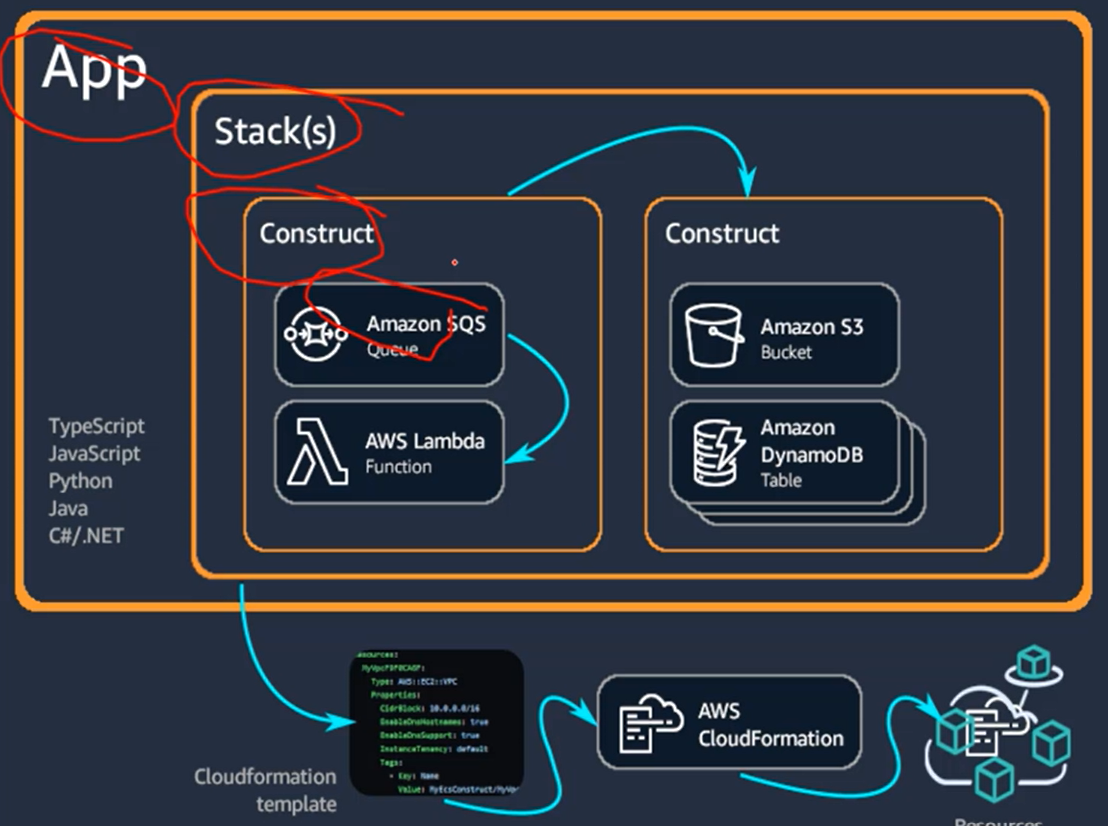 App
Stack(s)
Construct
Amazon SQS
Queue
AWS Lambda
Function
Construct
Amazon S3
Bucket
Amazon
DynamoDB
Table
TypeScript
JavaScript
Python
Java
C#/.NET
Cloudformation
template
MyVpcF9F0CA6F:
Type: AWS::EC2::VPC
Properties:
CidrBlock: 10.0.0.0/16
EnableDnsHostnames: true
EnableDnsSupport: true
InstanceTenancy: default
Tags:
- Key: Name
Value: MyEcsConstruct/MyVpc
AWS
CloudFormation
Resources